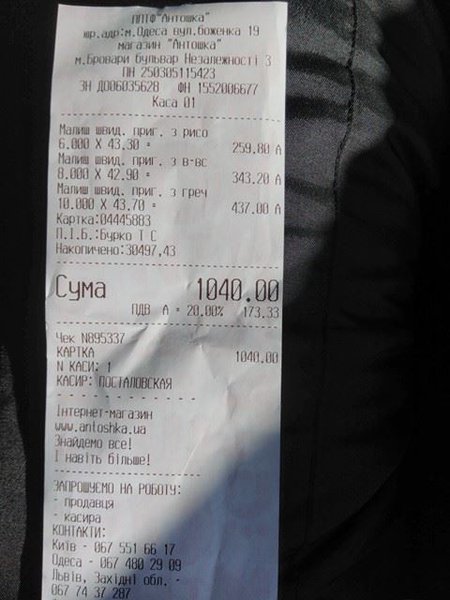 ПІІ"Антошка"
юр.адр:м.Одеса вул.боженка 19
магазин "Антошка"
м.Бровари бульвар Незалежності 3
ПН 250305115423
ЗН ДО06035628 ФН 1552006677
Каса 01
Малиш швид. приг. з рисо
6.000 X 43.30 = 259.80 А
Малиш швид. приг. з в-вс
8.000 X 42.90 = 343.20 А
Малиш швид. приг. з греч
10.000 X 43.70 = 437.00 А
Картка:04445883
П.І.Б.:Бурко І С
Накопичено:30497,43
Сума 1040.00
ПДВ А = 20.00% 173.33
Чек N895337
КАРТКА 1040.00
N КАСИ: 1
КАСИР: ПОСТАЛОВСКАЯ
Інтернет-магазин
www.antoshka.ua
Знайдемо все!
І навіть більше!
ЗАПРОШУЄМО НА РОБОТУ:
- продавця
- касира
КОНТАКТИ:
Київ - 067 551 66 17
Одеса - 067 480 29 09
Львів, Західні обл. -
067 74 37 287